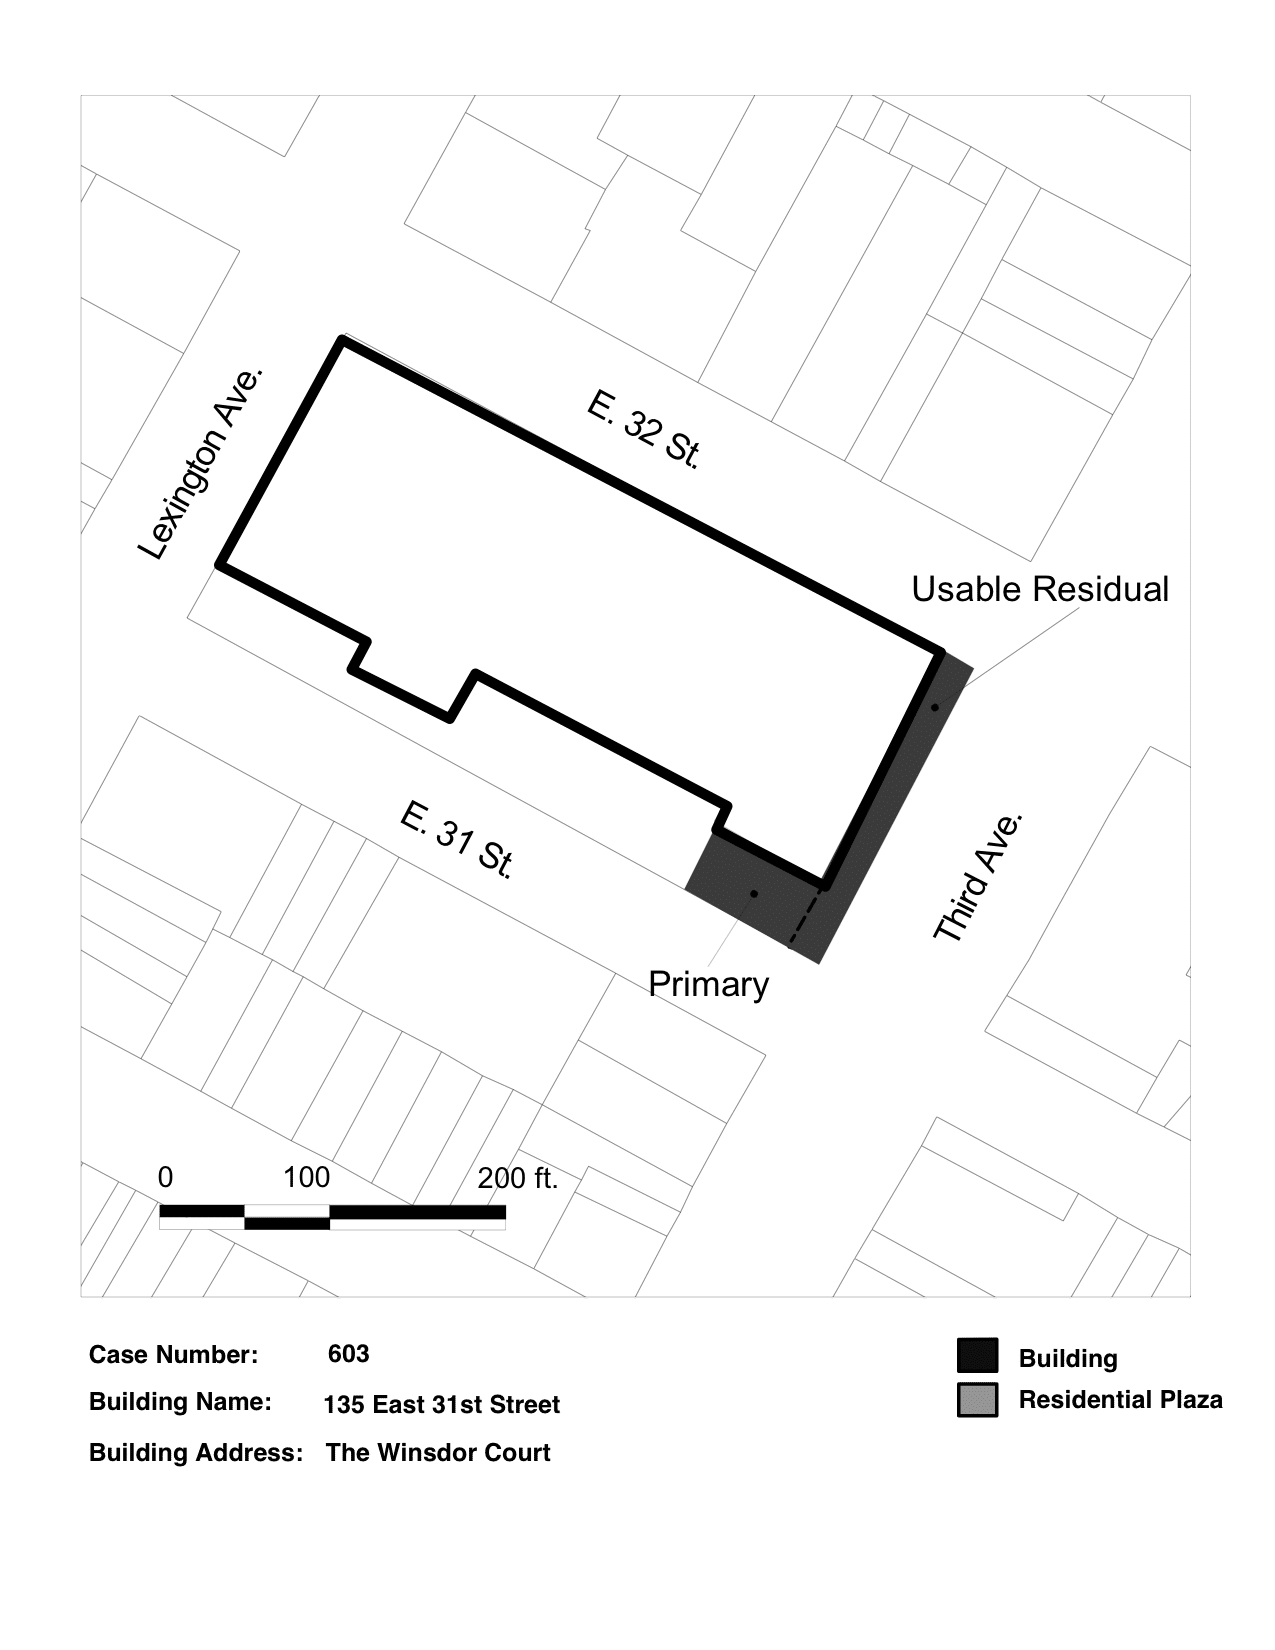 E. 32 St.
Lexington Ave.
Usable Residual
E. 31 St.
Third Ave.
Primary
0 100 200 ft.
Case Number: 603
Building Name: 135 East 31st Street
Building Address: The Winsdor Court
Building
Residential Plaza